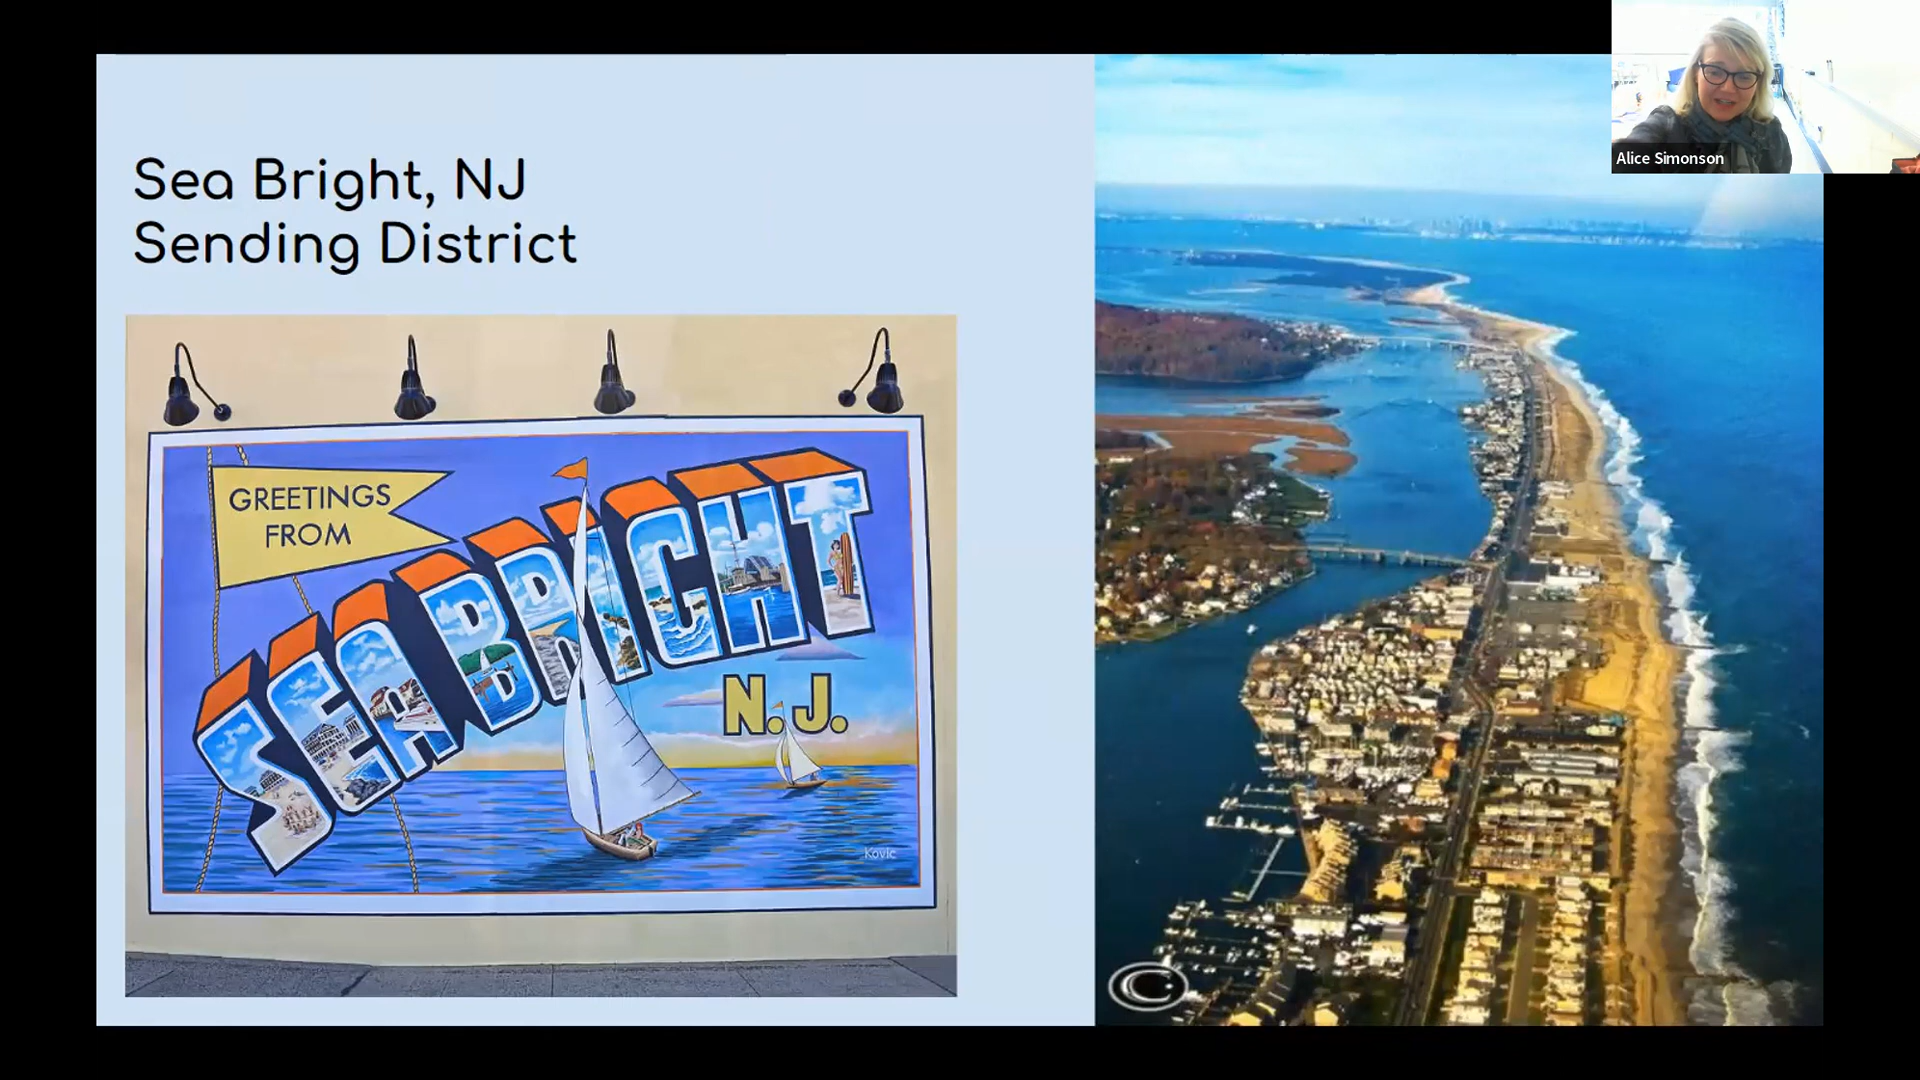 Sea Bright, NJ
Sending District
GREETINGS
FROM
SEA BRIGHT
N.J.
Kovic
Alice Simonson